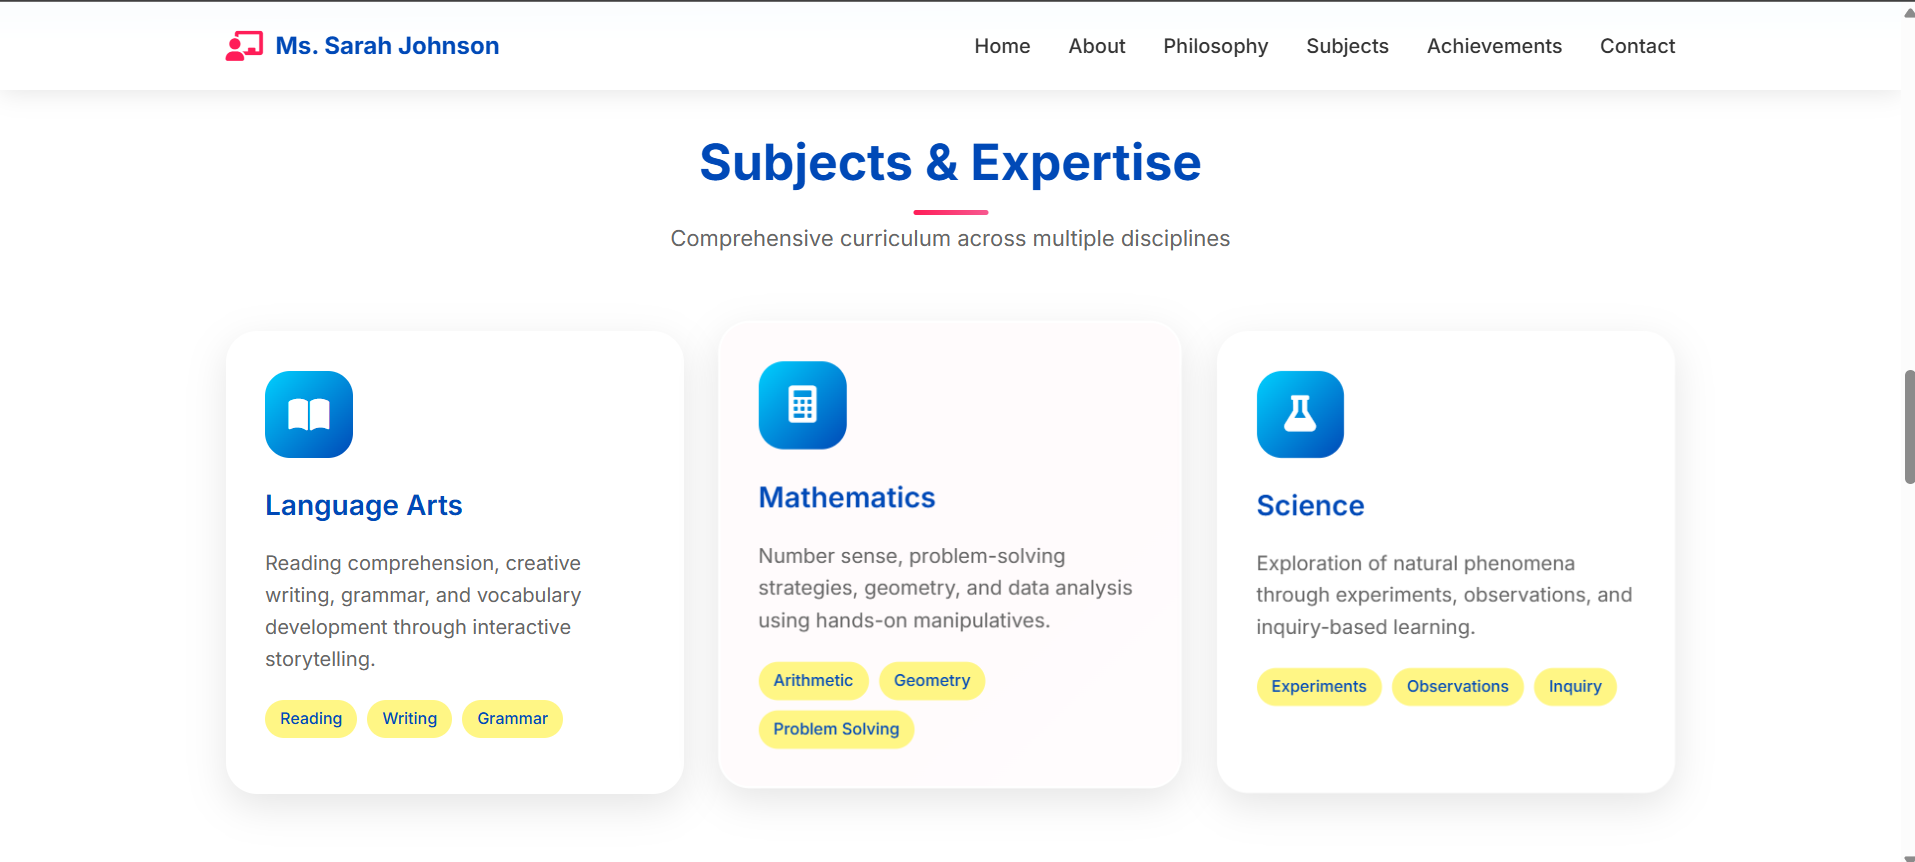 Ms. Sarah Johnson
Home About Philosophy Subjects Achievements Contact
Subjects & Expertise
Comprehensive curriculum across multiple disciplines
Language Arts
Reading comprehension, creative
writing, grammar, and vocabulary
development through interactive
storytelling.
Reading Writing Grammar
Mathematics
Number sense, problem-solving
strategies, geometry, and data analysis
using hands-on manipulatives.
Arithmetic Geometry
Problem Solving
Science
Exploration of natural phenomena
through experiments, observations, and
inquiry-based learning.
Experiments Observations Inquiry